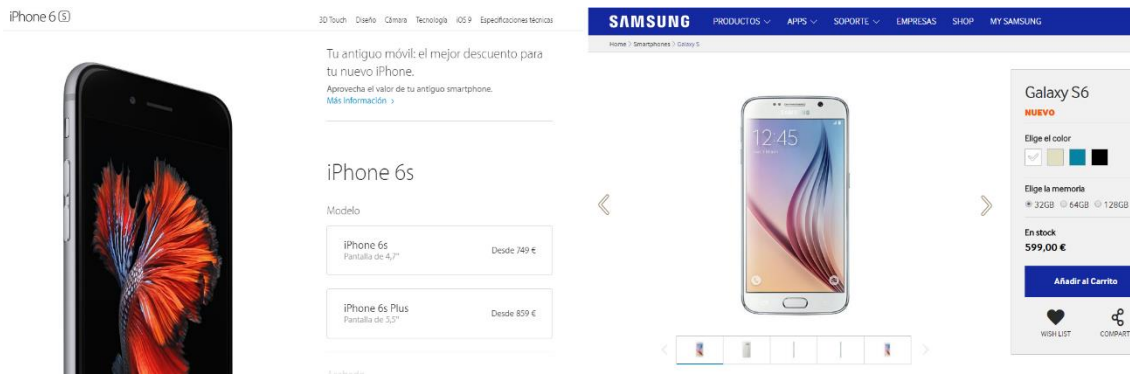 iPhone 6 S
3D Touch Diseño Cámara Tecnología iOS 9 Especificaciones técnicas
Tu antiguo móvil: el mejor descuento para
tu nuevo iPhone.
Aprovecha el valor de tu antiguo smartphone.
Más información >
iPhone 6s
Modelo
iPhone 6s
Pantalla de 4,7"
Desde 749 €
iPhone 6s Plus
Pantalla de 5,5"
Desde 859 €
SAMSUNG PRODUCTOS APPS SOPORTE EMPRESAS SHOP MY SAMSUNG
Home > Smartphones > Galaxy S
12:45
Galaxy S6
NUEVO
Elige el color
Elige la memoria
32GB 64GB 128GB
En stock
599,00 €
Añadir al Carrito
WISH LIST COMPART